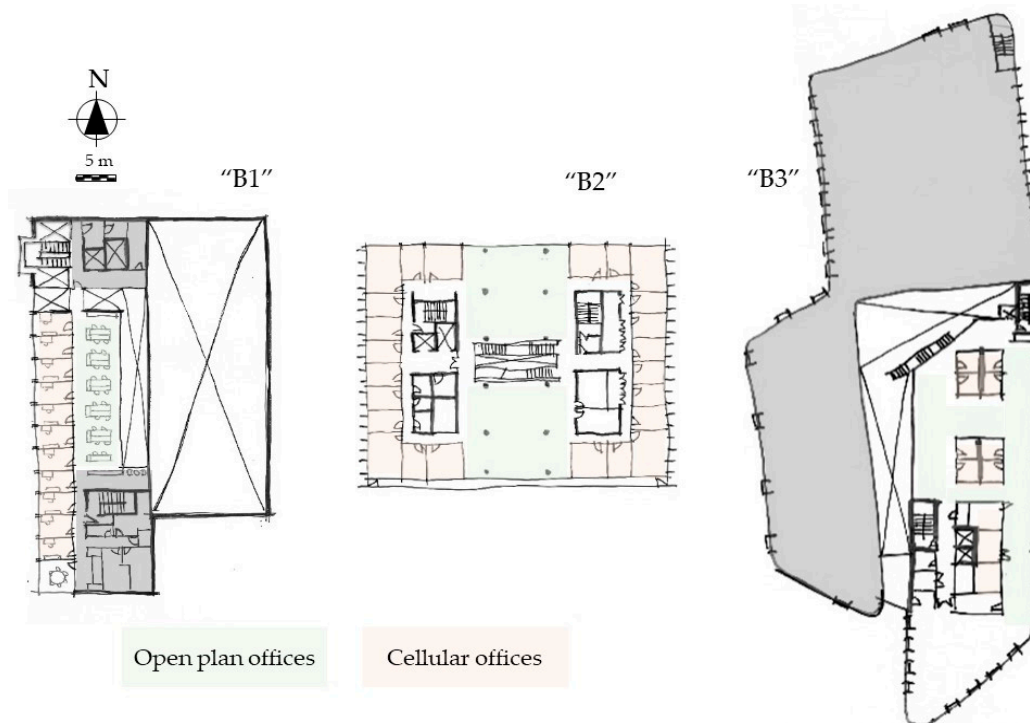 N
5 m
“B1”
“B2”
“B3”
Open plan offices
Cellular offices